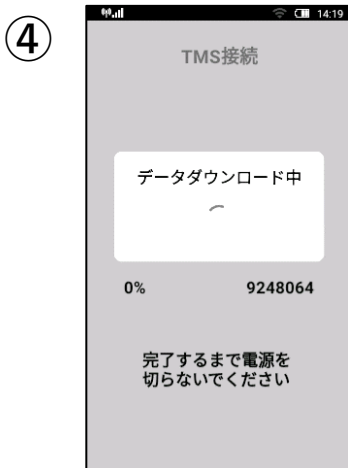 ④
14:19
TMS接続
データダウンロード中
0% 9248064
完了するまで電源を
切らないでください